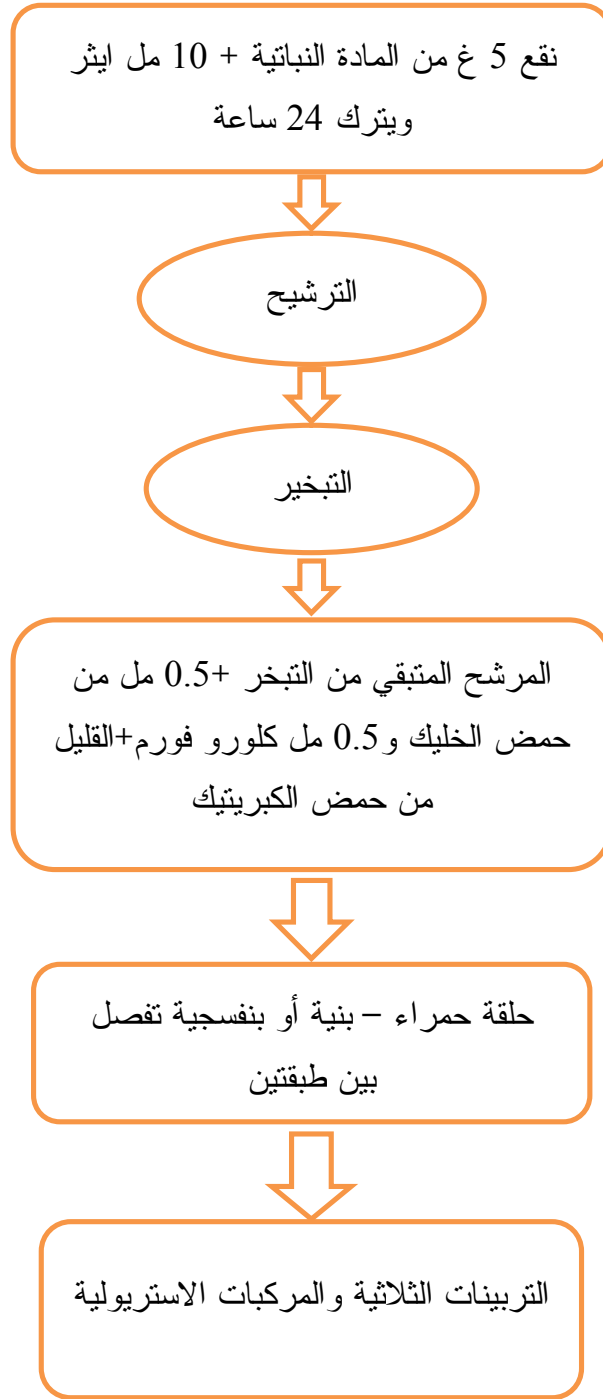 نقع 5 غ من المادة النباتية + 10 مل ايثر
ويترك 24 ساعة
الترشيح
التبخير
المرشح المتبقي من التبخر +0.5 مل من
حمض الخليك و0.5 مل كلورو فورم+القليل
من حمض الكبريتيك
حلقة حمراء – بنية أو بنفسجية تفصل
بين طبقتين
التربينات الثلاثية والمركبات الاستريولية